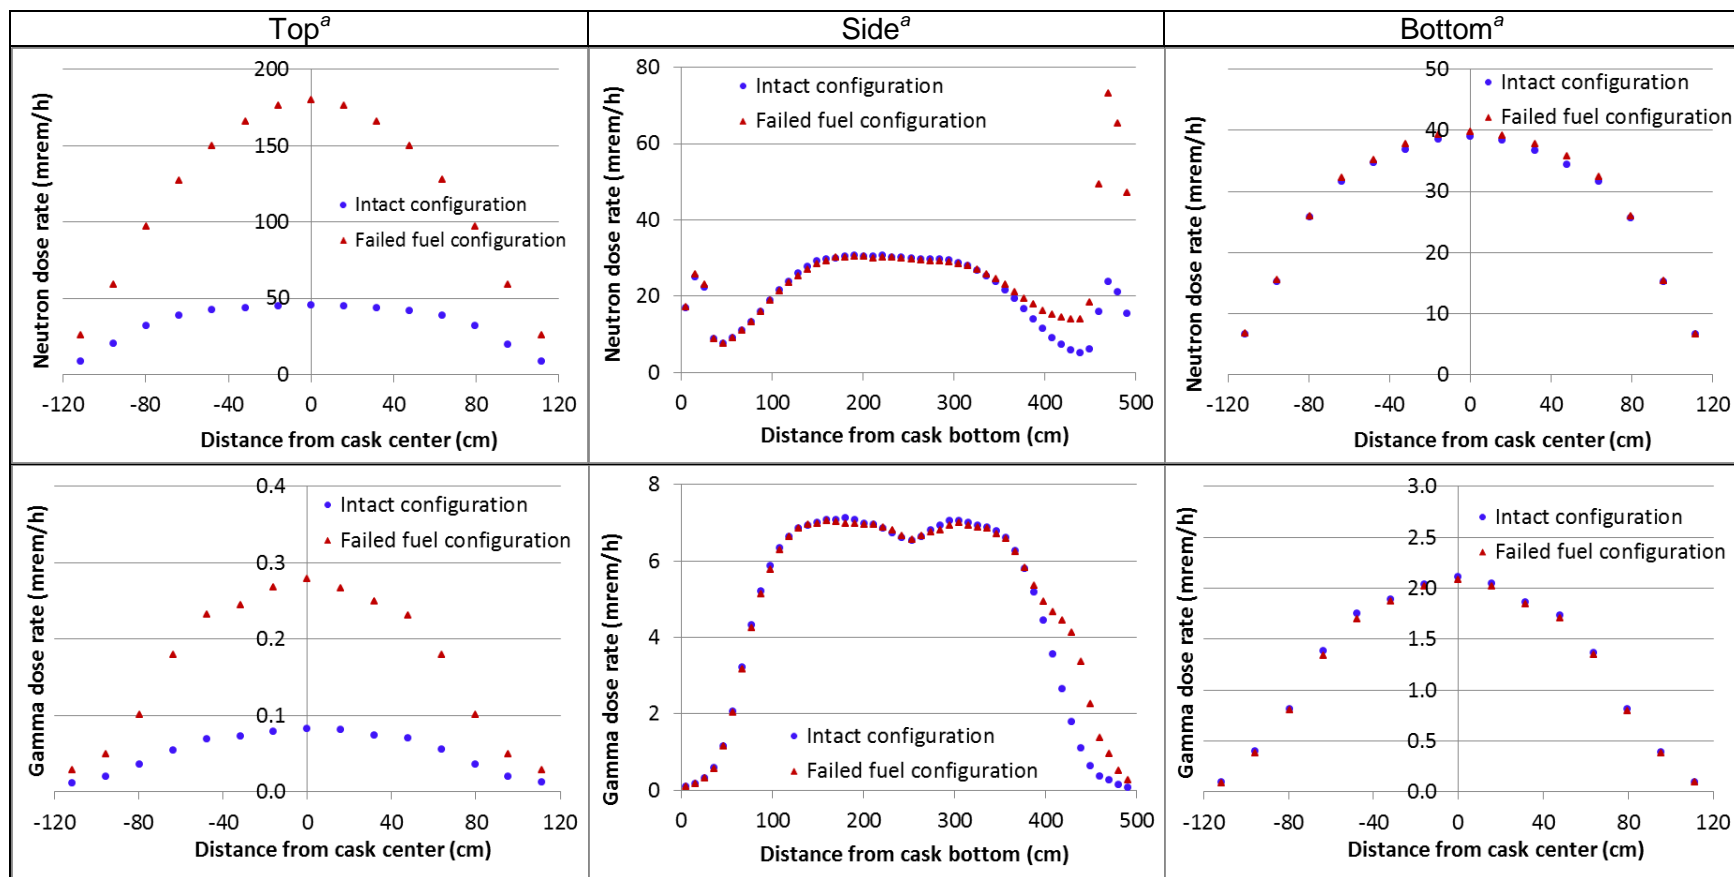 Topᵃ
Sideᵃ
Bottomᵃ
Neutron dose rate (mrem/h)
200
150
100
50
0
-120 -80 -40 0 40 80 120
Distance from cask center (cm)
Intact configuration
Failed fuel configuration
Neutron dose rate (mrem/h)
80
60
40
20
0
0 100 200 300 400 500
Distance from cask bottom (cm)
Intact configuration
Failed fuel configuration
Neutron dose rate (mrem/h)
50
40
30
20
10
0
-120 -80 -40 0 40 80 120
Distance from cask center (cm)
Intact configuration
Failed fuel configuration
Gamma dose rate (mrem/h)
0.4
0.3
0.2
0.1
0.0
-120 -80 -40 0 40 80 120
Distance from cask center (cm)
Intact configuration
Failed fuel configuration
Gamma dose rate (mrem/h)
8
6
4
2
0
0 100 200 300 400 500
Distance from cask bottom (cm)
Intact configuration
Failed fuel configuration
Gamma dose rate (mrem/h)
3.0
2.5
2.0
1.5
1.0
0.5
0.0
-120 -80 -40 0 40 80 120
Distance from cask center (cm)
Intact configuration
Failed fuel configuration